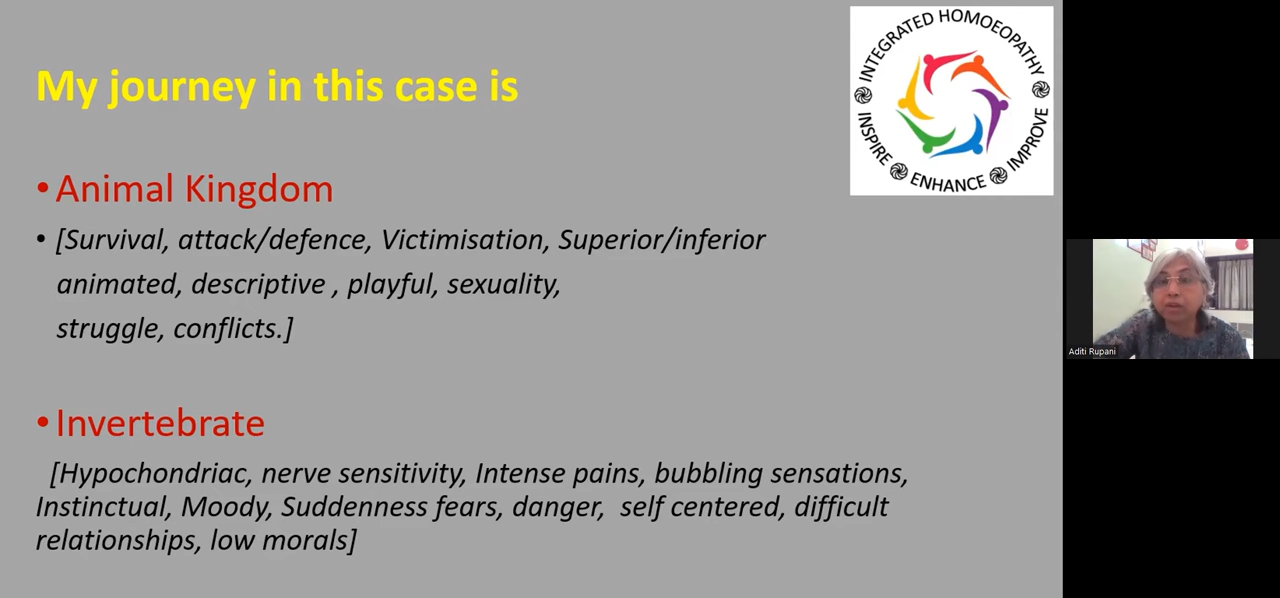 My journey in this case is
INTEGRATED HOMOEOPATHY
INSPIRE ENHANCE IMPROVE
• Animal Kingdom
• [Survival, attack/defence, Victimisation, Superior/inferior
animated, descriptive , playful, sexuality,
struggle, conflicts.]
• Invertebrate
[Hypochondriac, nerve sensitivity, Intense pains, bubbling sensations,
Instinctual, Moody, Suddenness fears, danger, self centered, difficult
relationships, low morals]
Aditi Rupani